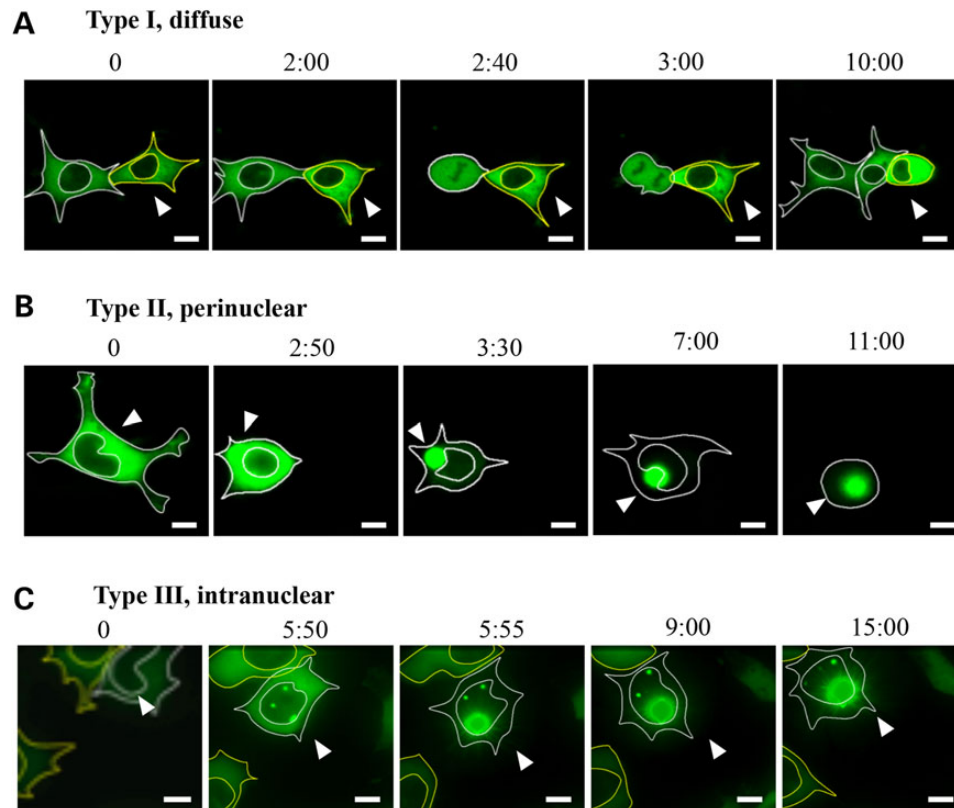 A Type I, diffuse
0 2:00 2:40 3:00 10:00
B Type II, perinuclear
0 2:50 3:30 7:00 11:00
C Type III, intranuclear
0 5:50 5:55 9:00 15:00